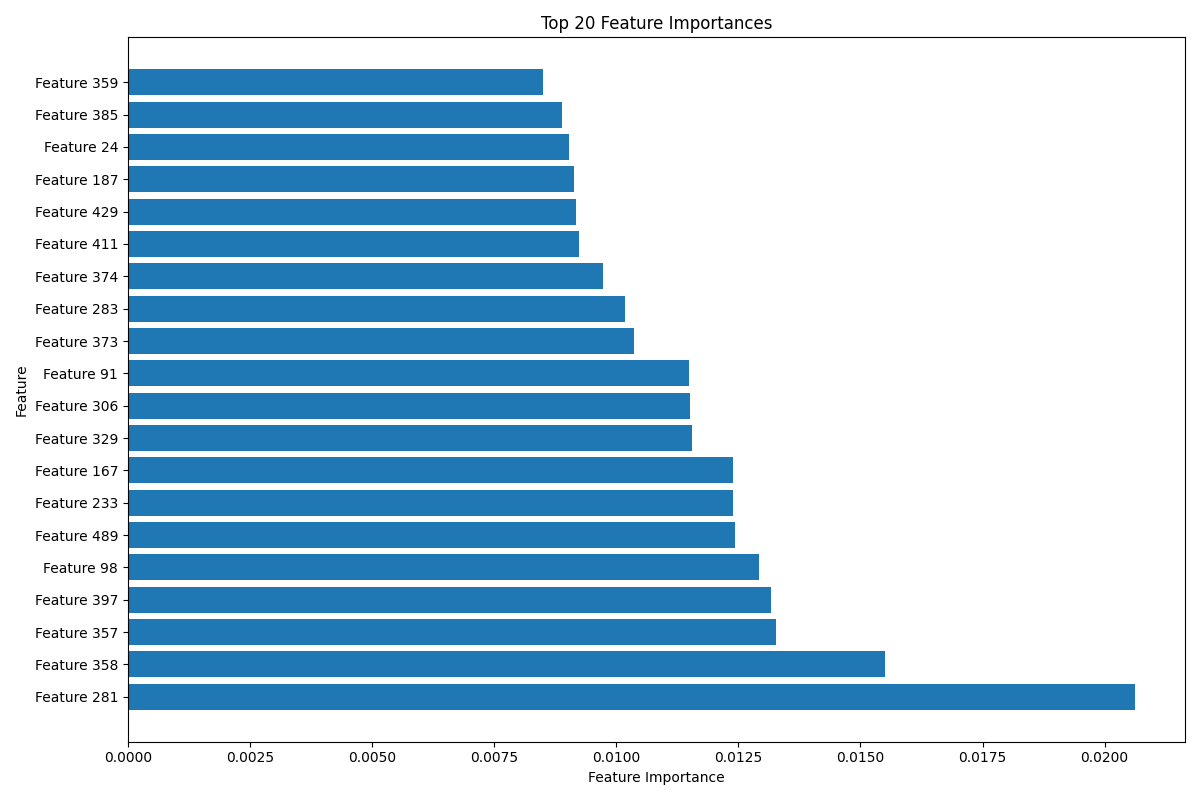 Top 20 Feature Importances
Feature 359
Feature 385
Feature 24
Feature 187
Feature 429
Feature 411
Feature 374
Feature 283
Feature 373
Feature 91
Feature 306
Feature 329
Feature 167
Feature 233
Feature 489
Feature 98
Feature 397
Feature 357
Feature 358
Feature 281
Feature
0.0000 0.0025 0.0050 0.0075 0.0100 0.0125 0.0150 0.0175 0.0200
Feature Importance